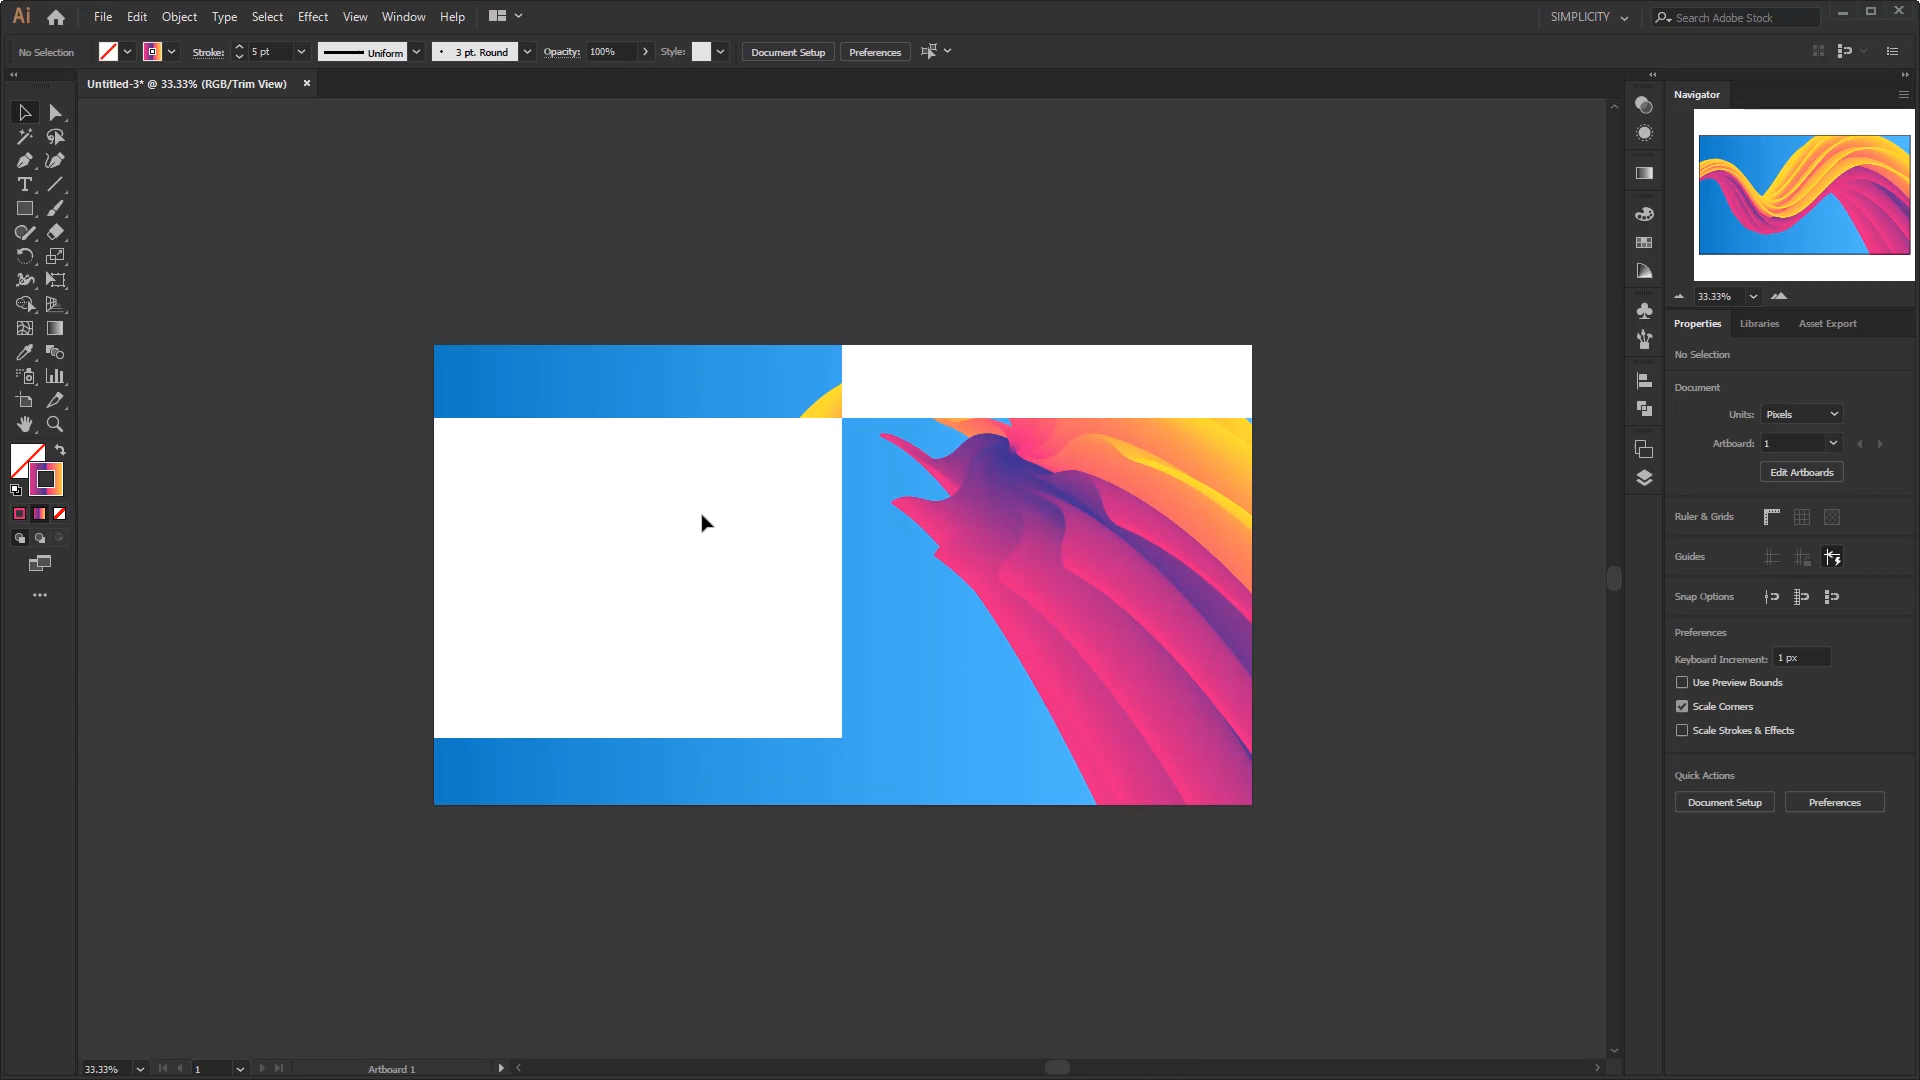 Ai File Edit Object Type Select Effect View Window Help SIMPLICITY Search Adobe Stock
No Selection Stroke: 5 pt Uniform 3 pt. Round Opacity: 100% Style: Document Setup Preferences
Untitled-3* @ 33.33% (RGB/Trim View)
Navigator
33.33%
Properties Libraries Asset Export
No Selection
Document
Units: Pixels
Artboard: 1
Edit Artboards
Ruler & Grids
Guides
Snap Options
Preferences
Keyboard Increment: 1 px
Use Preview Bounds
Scale Corners
Scale Strokes & Effects
Quick Actions
Document Setup Preferences
33.33% 1 Artboard 1